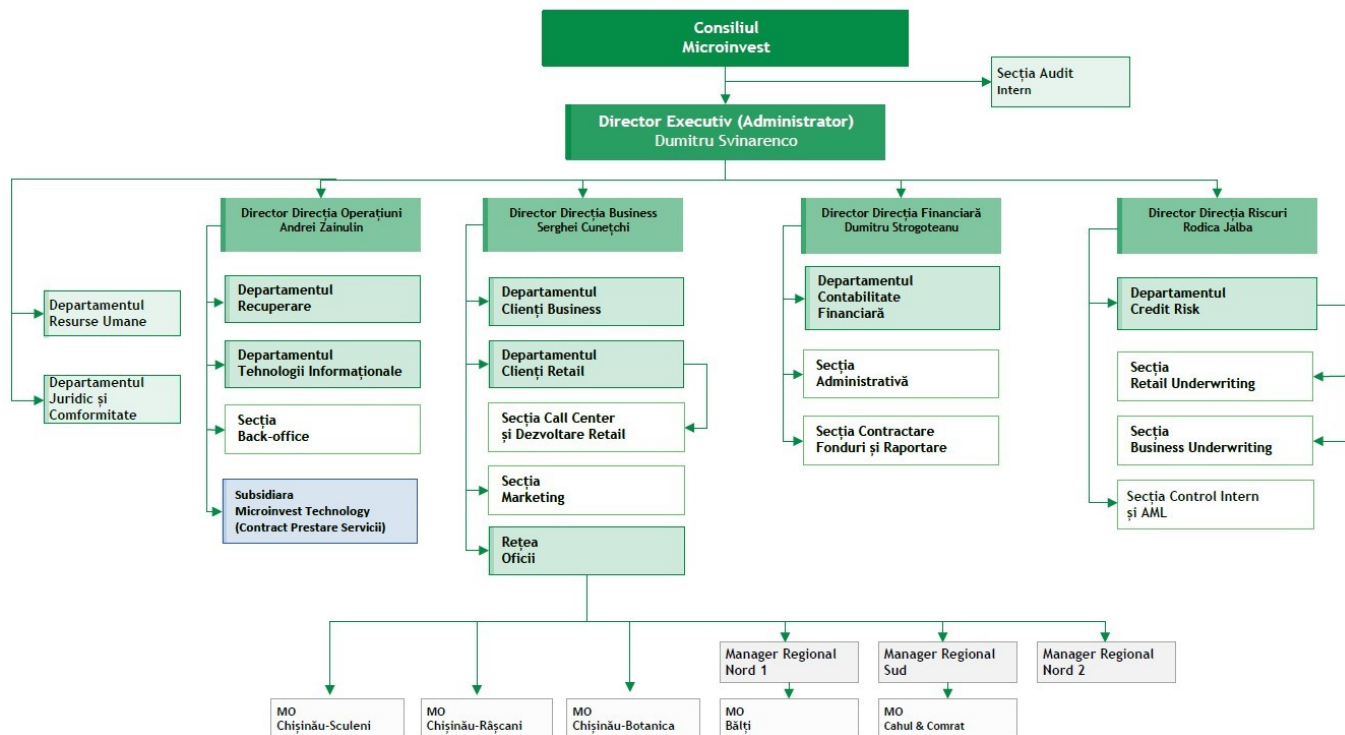 Consiliul
Microinvest
Secția Audit
Intern
Director Executiv (Administrator)
Dumitru Svinarenco
Director Direcția Operațiuni
Andrei Zainulin
Director Direcția Business
Serghei Cunețchi
Director Direcția Financiară
Dumitru Strogoteanu
Director Direcția Riscuri
Rodica Jalba
Departamentul
Resurse Umane
Departamentul
Juridic și
Comformitate
Departamentul
Recuperare
Departamentul
Tehnologii Informaționale
Secția
Back-office
Subsidiara
Microinvest Technology
(Contract Prestare Servicii)
Departamentul
Clienți Business
Departamentul
Clienți Retail
Secția Call Center
și Dezvoltare Retail
Secția
Marketing
Rețea
Oficii
Departamentul
Contabilitate
Financiară
Secția
Administrativă
Secția Contractare
Fonduri și Raportare
Departamentul
Credit Risk
Secția
Retail Underwriting
Secția
Business Underwriting
Secția Control Intern
și AML
Manager Regional
Nord 1
Manager Regional
Sud
Manager Regional
Nord 2
MO
Chișinău-Sculeni
MO
Chișinău-Râșcani
MO
Chișinău-Botanica
MO
Bălți
MO
Cahul & Comrat